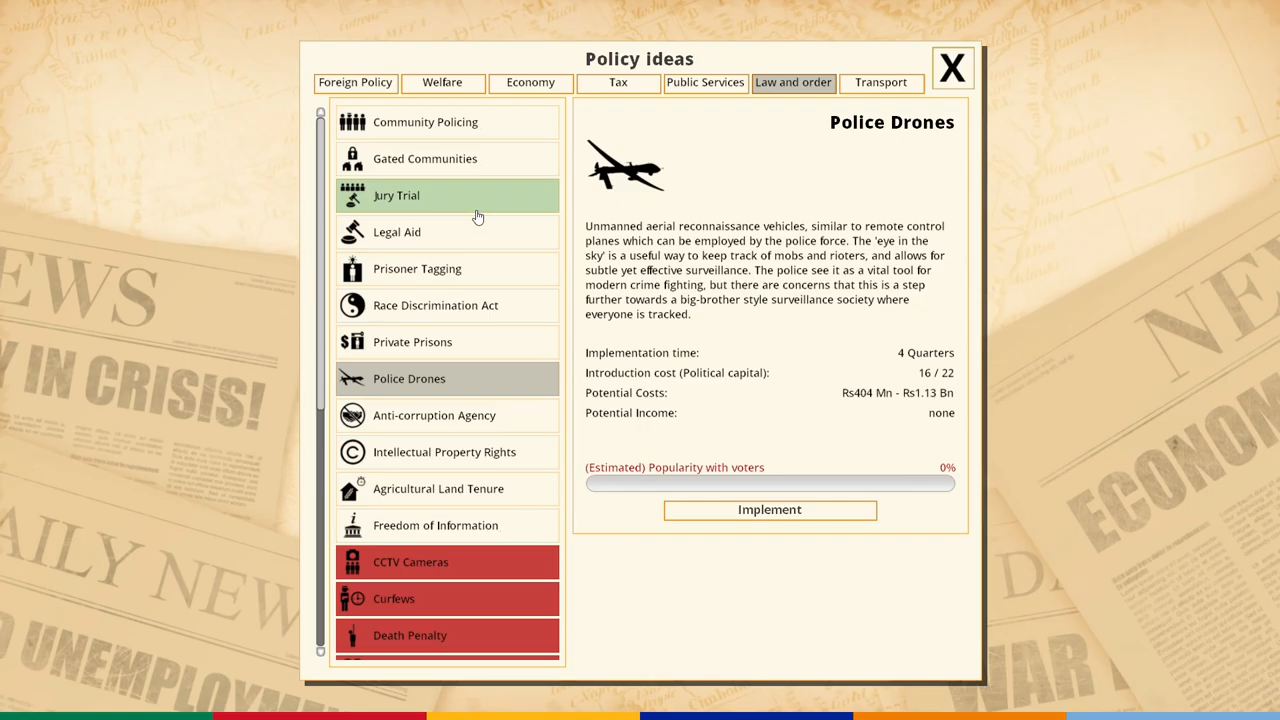 Policy ideas
X
Foreign Policy
Welfare
Economy
Tax
Public Services
Law and order
Transport
Community Policing
Gated Communities
Jury Trial
Legal Aid
Prisoner Tagging
Race Discrimination Act
Private Prisons
Police Drones
Anti-corruption Agency
Intellectual Property Rights
Agricultural Land Tenure
Freedom of Information
CCTV Cameras
Curfews
Death Penalty
Police Drones
Unmanned aerial reconnaissance vehicles, similar to remote control
planes which can be employed by the police force. The 'eye in the
sky' is a useful way to keep track of mobs and rioters, and allows for
subtle yet effective surveillance. The police see it as a vital tool for
modern crime fighting, but there are concerns that this is a step
further towards a big-brother style surveillance society where
everyone is tracked.
Implementation time: 4 Quarters
Introduction cost (Political capital): 16 / 22
Potential Costs: Rs404 Mn - Rs1.13 Bn
Potential Income: none
(Estimated) Popularity with voters 0%
Implement
EWS
Y IN CRISIS!
AILY NEW
UNEMPLOYM
NE
ECONOM
DA
WAR